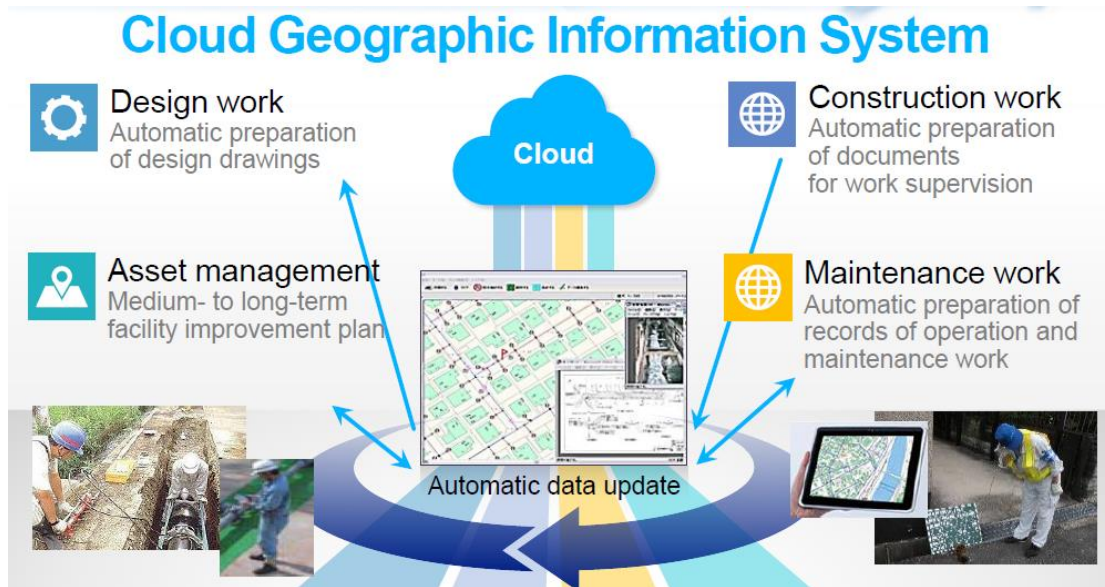 Cloud Geographic Information System
Design work
Automatic preparation
of design drawings
Cloud
Construction work
Automatic preparation
of documents
for work supervision
Asset management
Medium- to long-term
facility improvement plan
Maintenance work
Automatic preparation of
records of operation and
maintenance work
Automatic data update